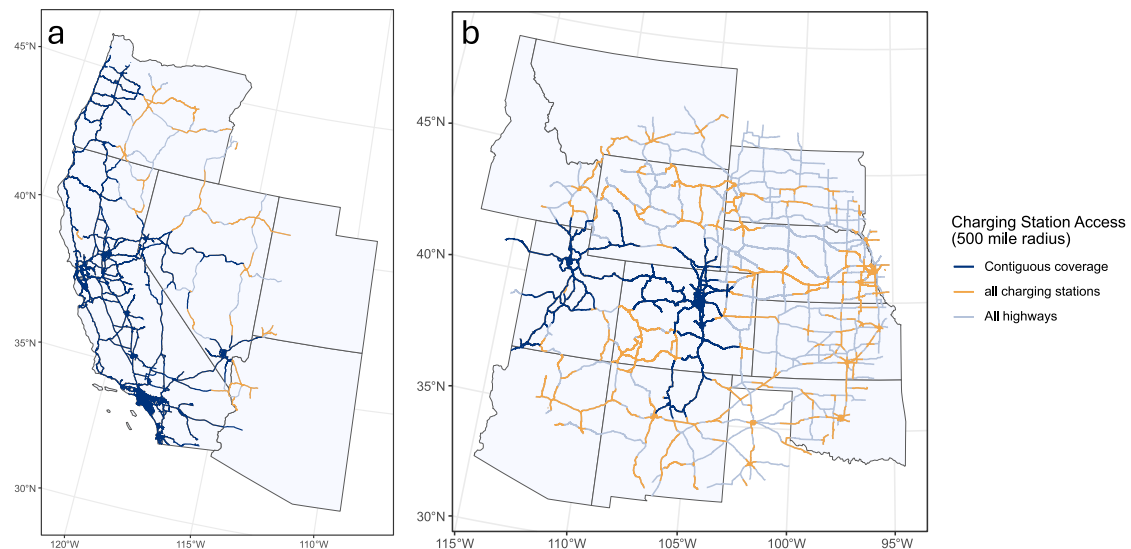 a
45°N
40°N
35°N
30°N
120°W
115°W
110°W
b
45°N
40°N
35°N
30°N
115°W
110°W
105°W
100°W
95°W
Charging Station Access
(500 mile radius)
Contiguous coverage
all charging stations
All highways